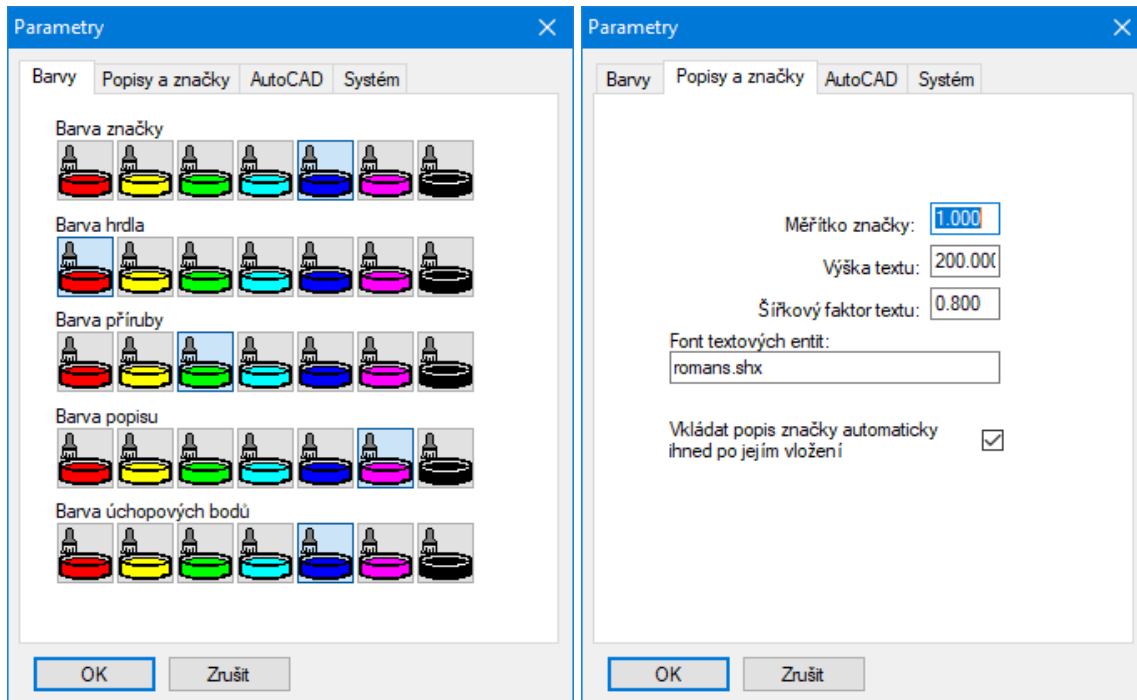 Parametry
Barvy Popisy a značky AutoCAD Systém
Barva značky
Barva hrdla
Barva příruby
Barva popisu
Barva úchopových bodů
OK Zrušit
Parametry
Barvy Popisy a značky AutoCAD Systém
Měřítko značky: 1.000
Výška textu: 200.000
Šířkový faktor textu: 0.800
Font textových entit:
romans.shx
Vkládat popis značky automaticky
ihned po jejím vložení
OK Zrušit